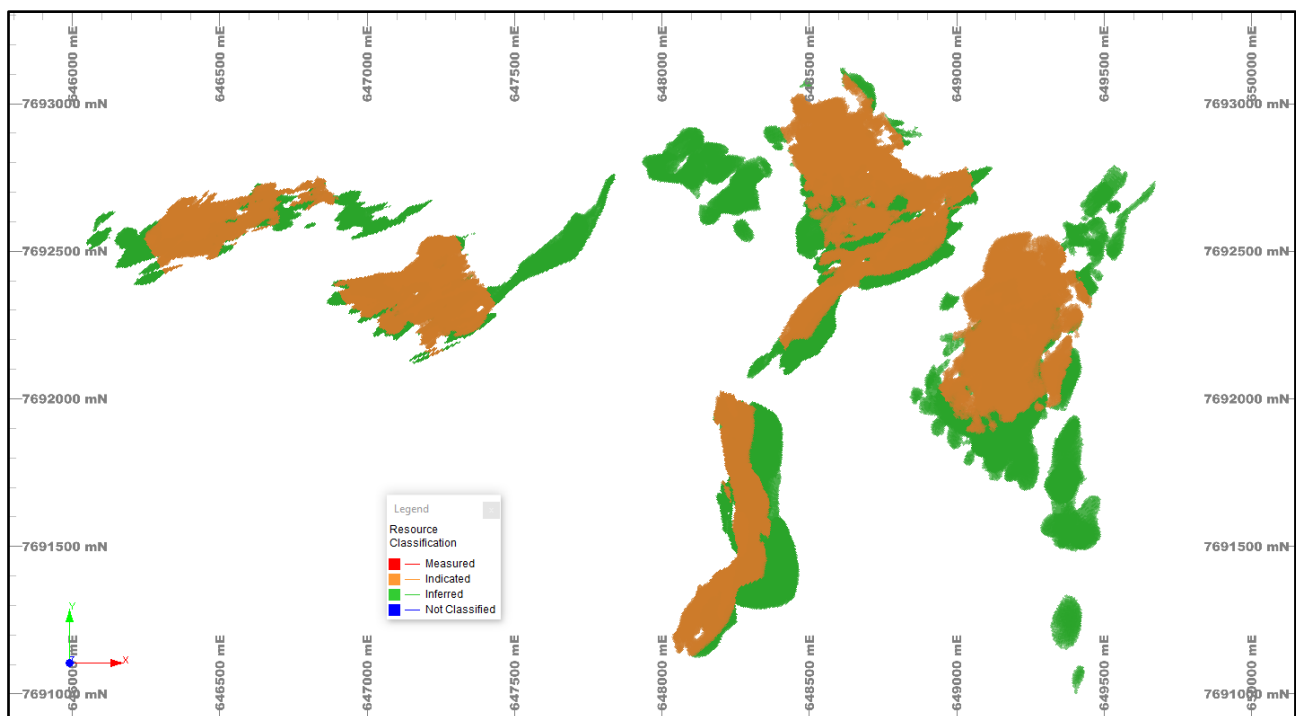 646000 mE
646500 mE
647000 mE
647500 mE
648000 mE
648500 mE
649000 mE
649500 mE
650000 mE
7693000 mN
7693000 mN
7692500 mN
7692500 mN
7692000 mN
7692000 mN
Legend
Resource
Classification
Measured
Indicated
Inferred
Not Classified
7691500 mN
7691500 mN
Y
Z
X
7691000 mN
7691000 mN
646000 mE
646500 mE
647000 mE
647500 mE
648000 mE
648500 mE
649000 mE
649500 mE
650000 mE